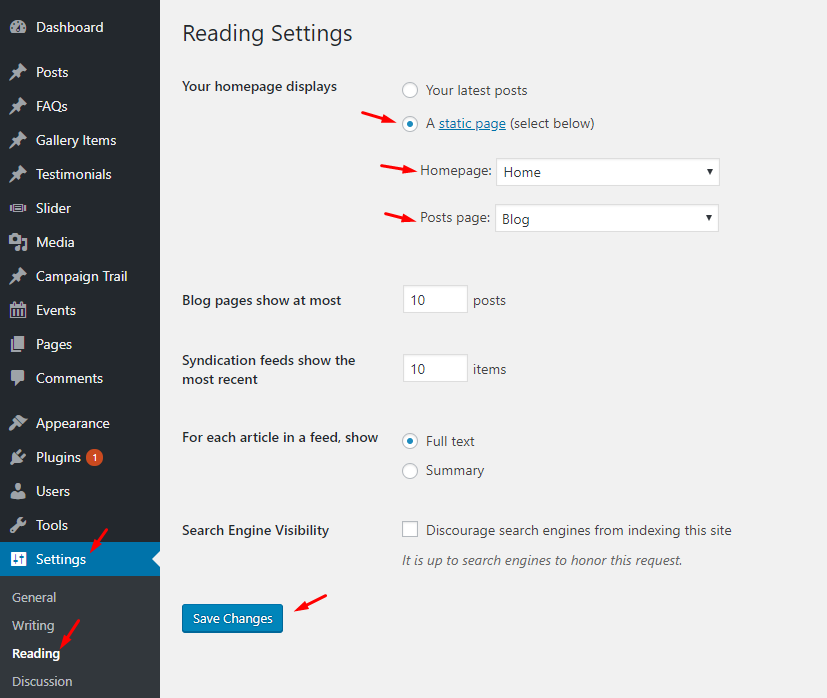 Dashboard
Posts
FAQs
Gallery Items
Testimonials
Slider
Media
Campaign Trail
Events
Pages
Comments
Appearance
Plugins 1
Users
Tools
Settings
General
Writing
Reading
Discussion
Reading Settings
Your homepage displays
Your latest posts
A static page (select below)
Homepage: Home
Posts page: Blog
Blog pages show at most 10 posts
Syndication feeds show the
most recent
10 items
For each article in a feed, show
Full text
Summary
Search Engine Visibility
Discourage search engines from indexing this site
It is up to search engines to honor this request.
Save Changes